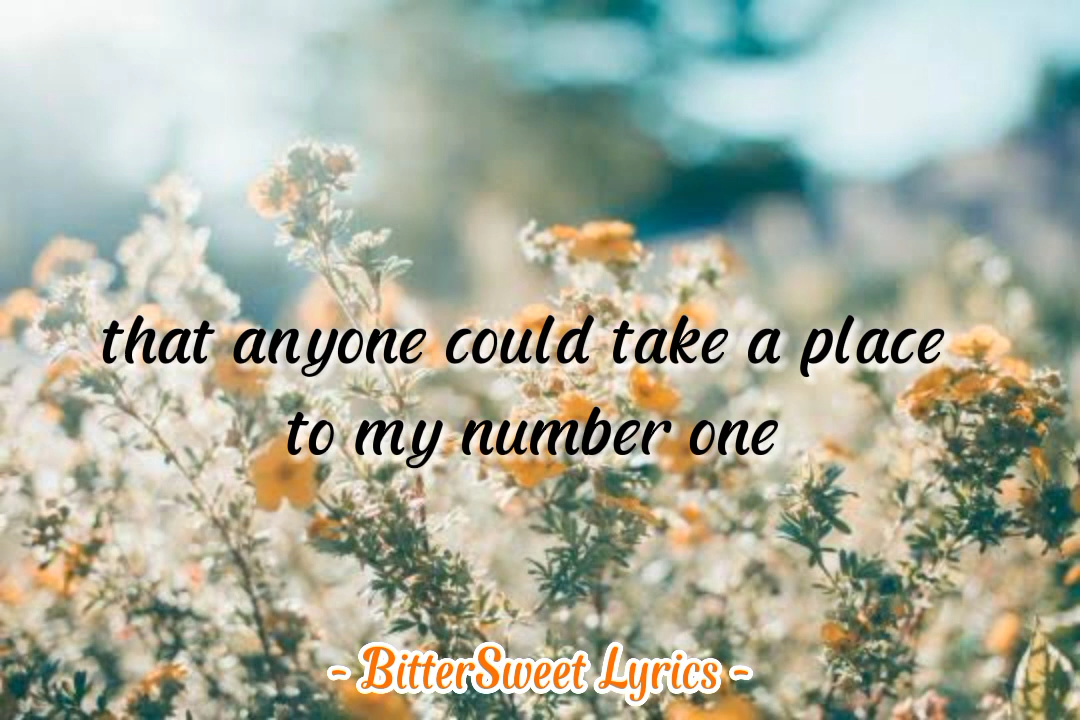 that anyone could take a place
to my number one
- BitterSweet Lyrics -